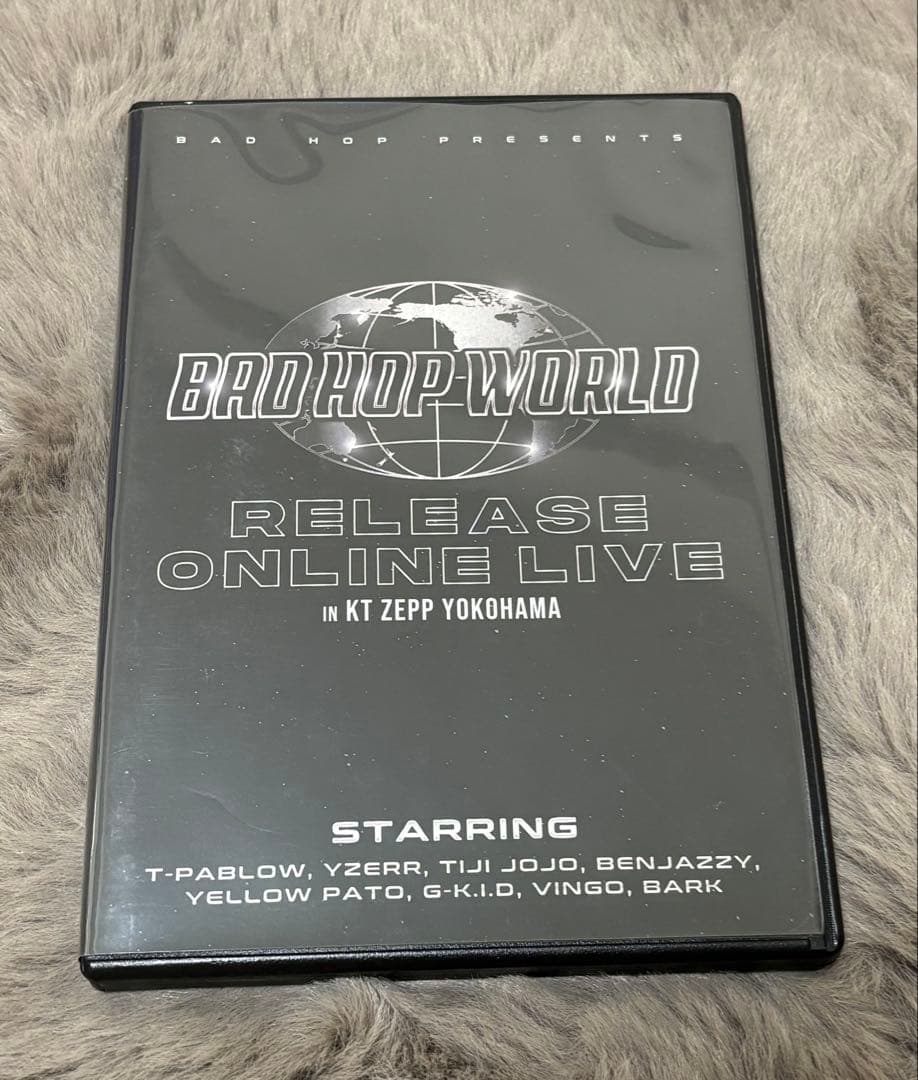 BAD HOP PRESENTS
BAD HOP WORLD
RELEASE
ONLINE LIVE
IN KT ZEPP YOKOHAMA
STARRING
T-PABLOW, YZERR, TIJI JOJO, BENJAZZY,
YELLOW PATO, G-K.I.D, VINGO, BARK